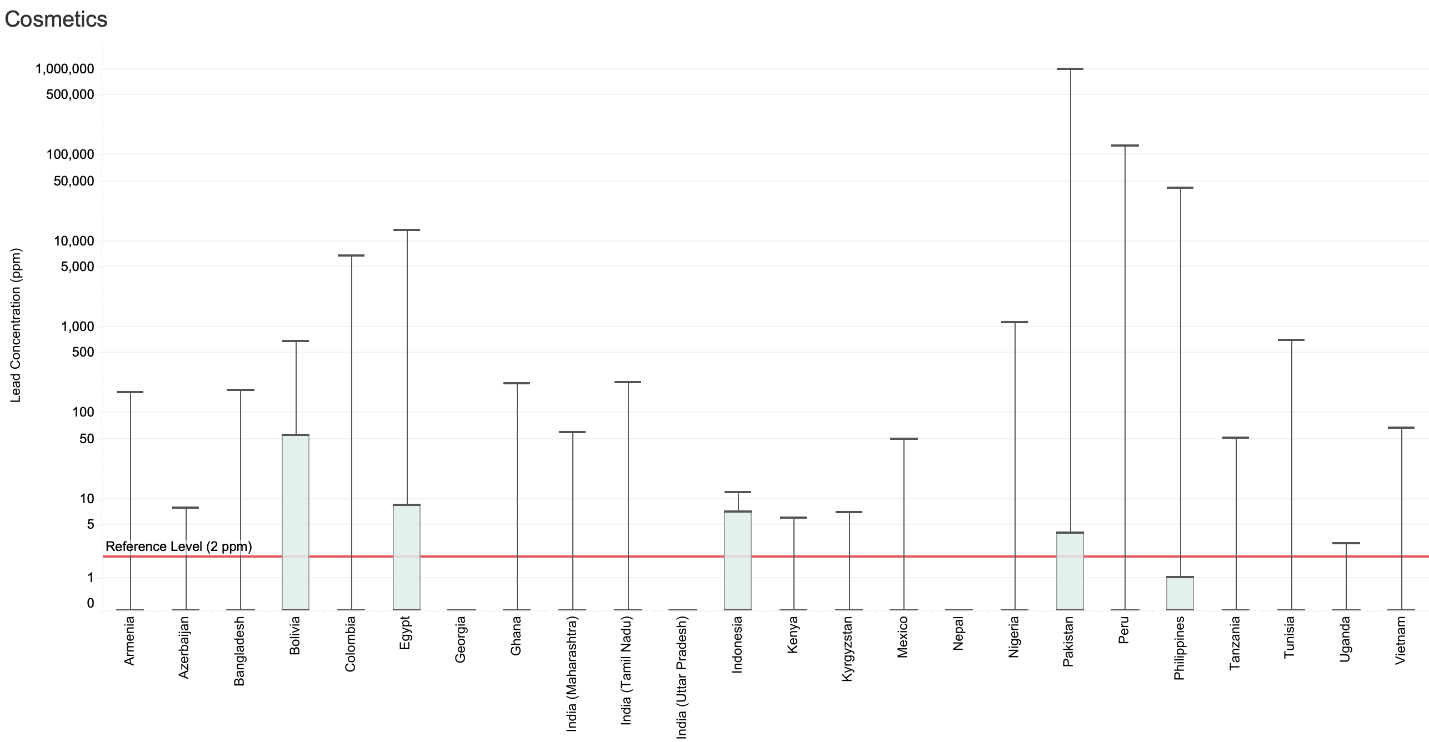 Cosmetics
1,000,000
500,000
100,000
50,000
10,000
5,000
1,000
500
100
50
10
5
1
0
Lead Concentration (ppm)
Reference Level (2 ppm)
Armenia
Azerbaijan
Bangladesh
Bolivia
Colombia
Egypt
Georgia
Ghana
India (Maharashtra)
India (Tamil Nadu)
India (Uttar Pradesh)
Indonesia
Kenya
Kyrgyzstan
Mexico
Nepal
Nigeria
Pakistan
Peru
Philippines
Tanzania
Tunisia
Uganda
Vietnam